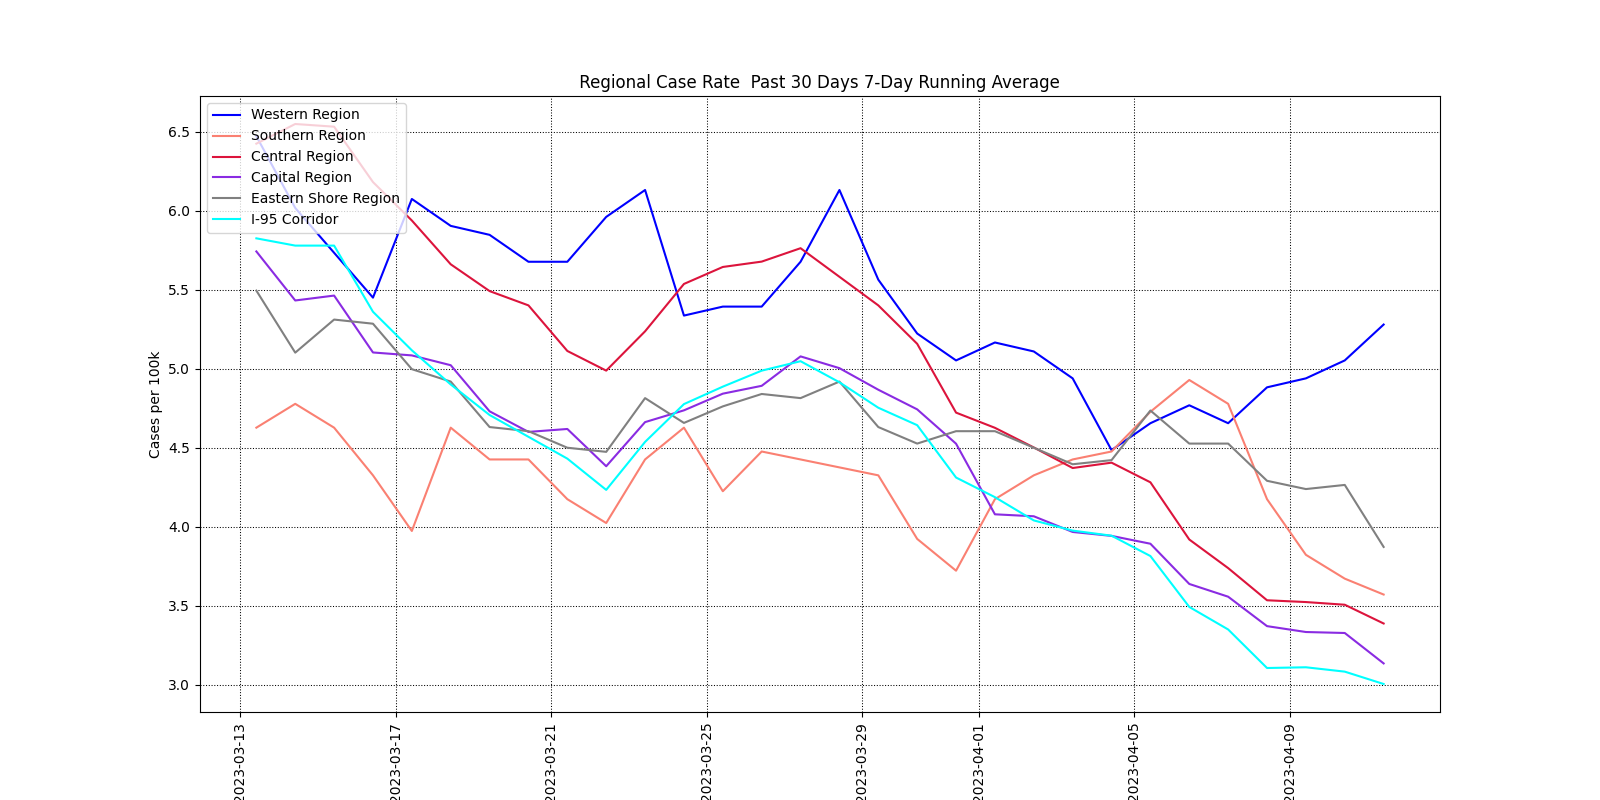 Regional Case Rate  Past 30 Days 7-Day Running Average
Western Region
Southern Region
Central Region
Capital Region
Eastern Shore Region
I-95 Corridor
Cases per 100k
6.5
6.0
5.5
5.0
4.5
4.0
3.5
3.0
2023-03-13
2023-03-17
2023-03-21
2023-03-25
2023-03-29
2023-04-01
2023-04-05
2023-04-09